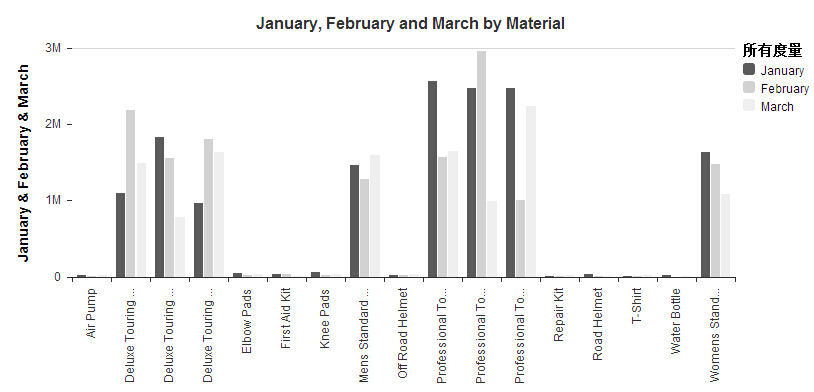 January, February and March by Material
所有度量
January
February
March
January & February & March
3M
2M
1M
0
Air Pump
Deluxe Touring ...
Deluxe Touring ...
Deluxe Touring ...
Elbow Pads
First Aid Kit
Knee Pads
Mens Standard ...
Off Road Helmet
Professional To...
Professional To...
Professional To...
Repair Kit
Road Helmet
T-Shirt
Water Bottle
Womens Stand...